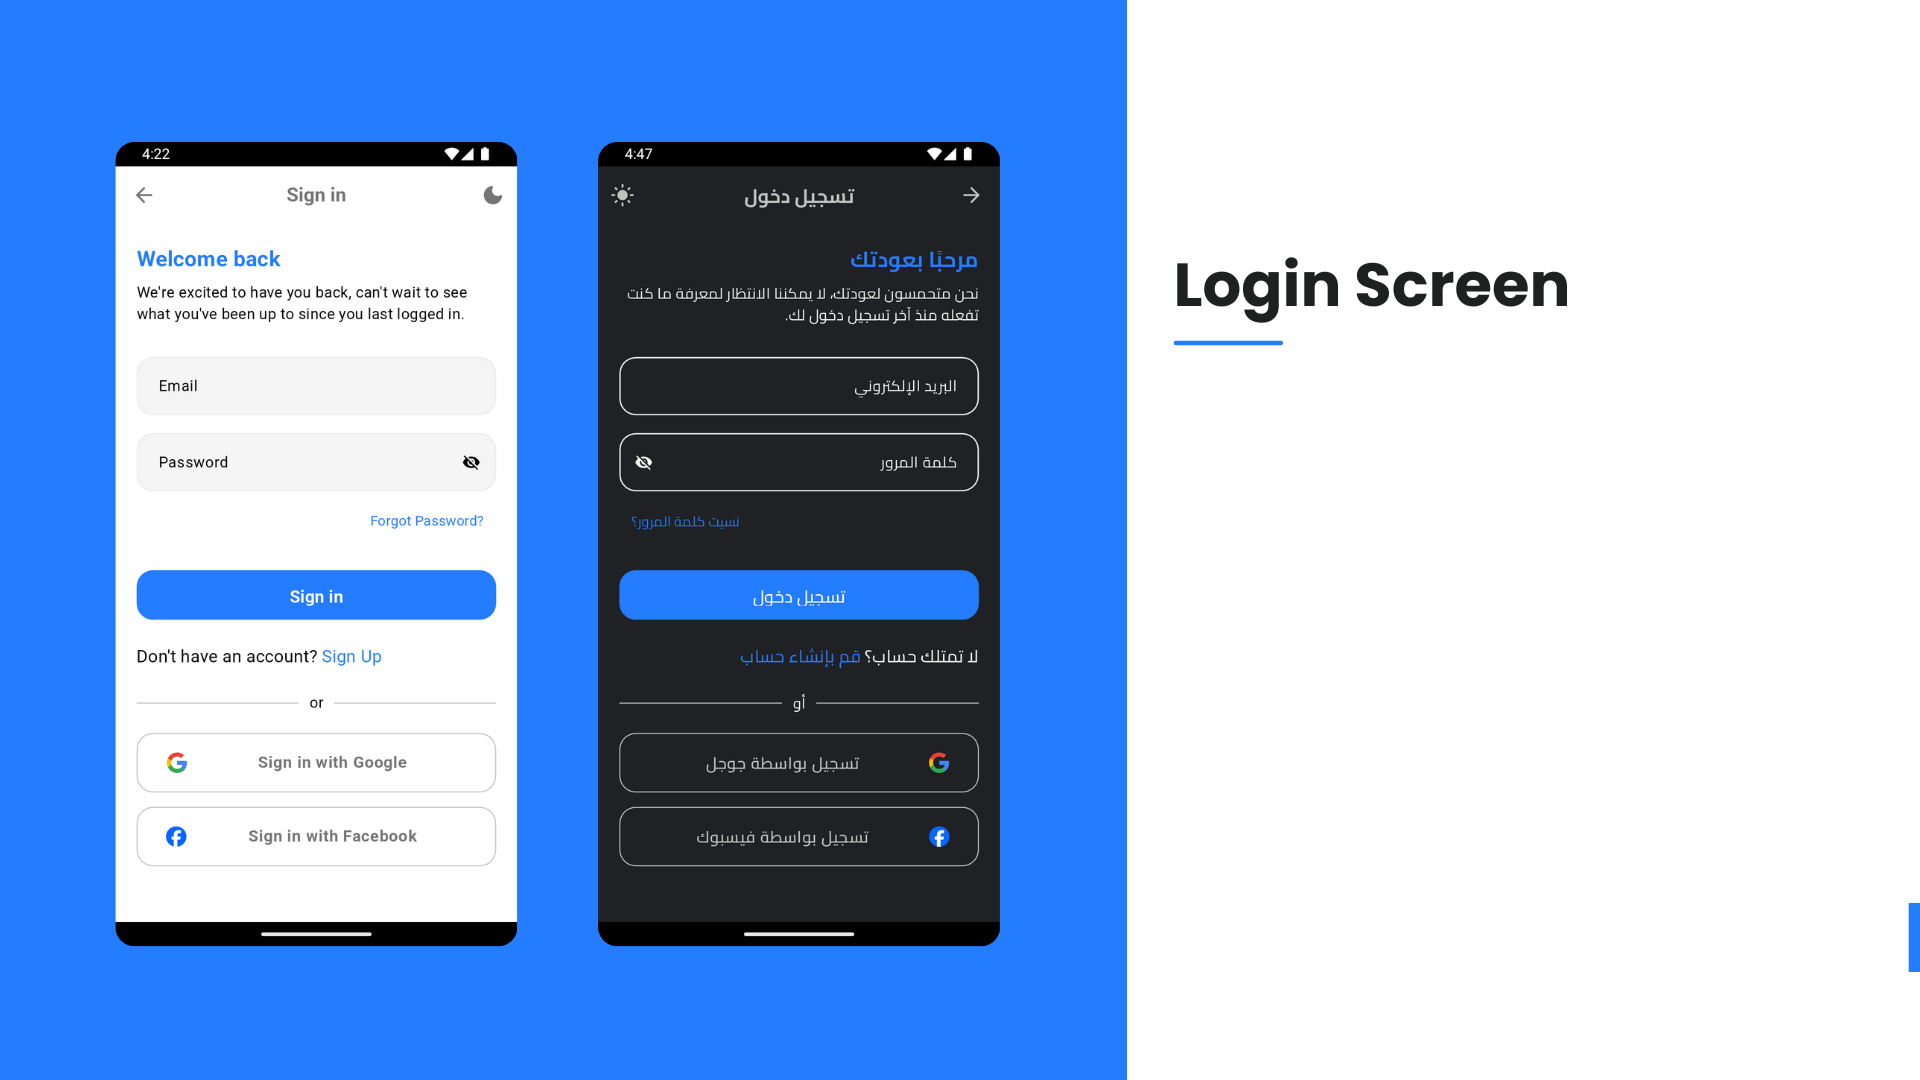 4:22
Sign in
Welcome back
We're excited to have you back, can't wait to see
what you've been up to since you last logged in.
Email
Password
Forgot Password?
Sign in
Don't have an account? Sign Up
or
Sign in with Google
Sign in with Facebook
4:47
تسجيل دخول
مرحبًا بعودتك
نحن متحمسون لعودتك، لا يمكننا الانتظار لمعرفة ما كنت
تفعله منذ آخر تسجيل دخول لك.
البريد الإلكتروني
كلمة المرور
نسيت كلمة المرور؟
تسجيل دخول
لا تمتلك حساب؟ قم بإنشاء حساب
أو
تسجيل بواسطة جوجل
تسجيل بواسطة فيسبوك
Login Screen